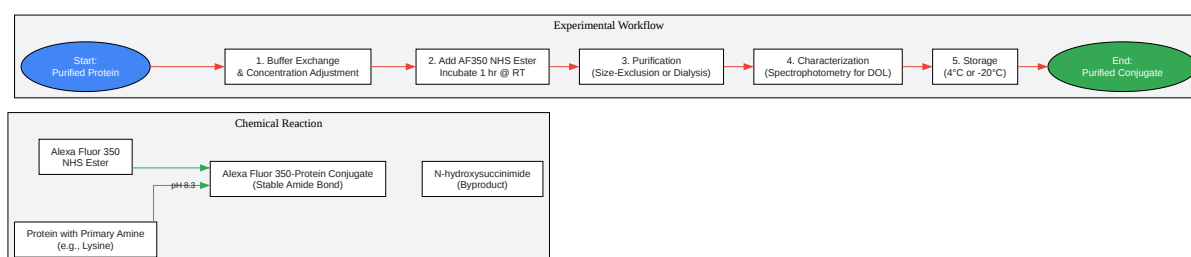 Experimental Workflow
Start:
Purified Protein
1. Buffer Exchange
& Concentration Adjustment
2. Add AF350 NHS Ester
Incubate 1 hr @ RT
3. Purification
(Size-Exclusion or Dialysis)
4. Characterization
(Spectrophotometry for DOL)
5. Storage
(4°C or -20°C)
End:
Purified Conjugate
Chemical Reaction
Alexa Fluor 350
NHS Ester
Alexa Fluor 350-Protein Conjugate
(Stable Amide Bond)
N-hydroxysuccinimide
(Byproduct)
pH 8.3
Protein with Primary Amine
(e.g., Lysine)